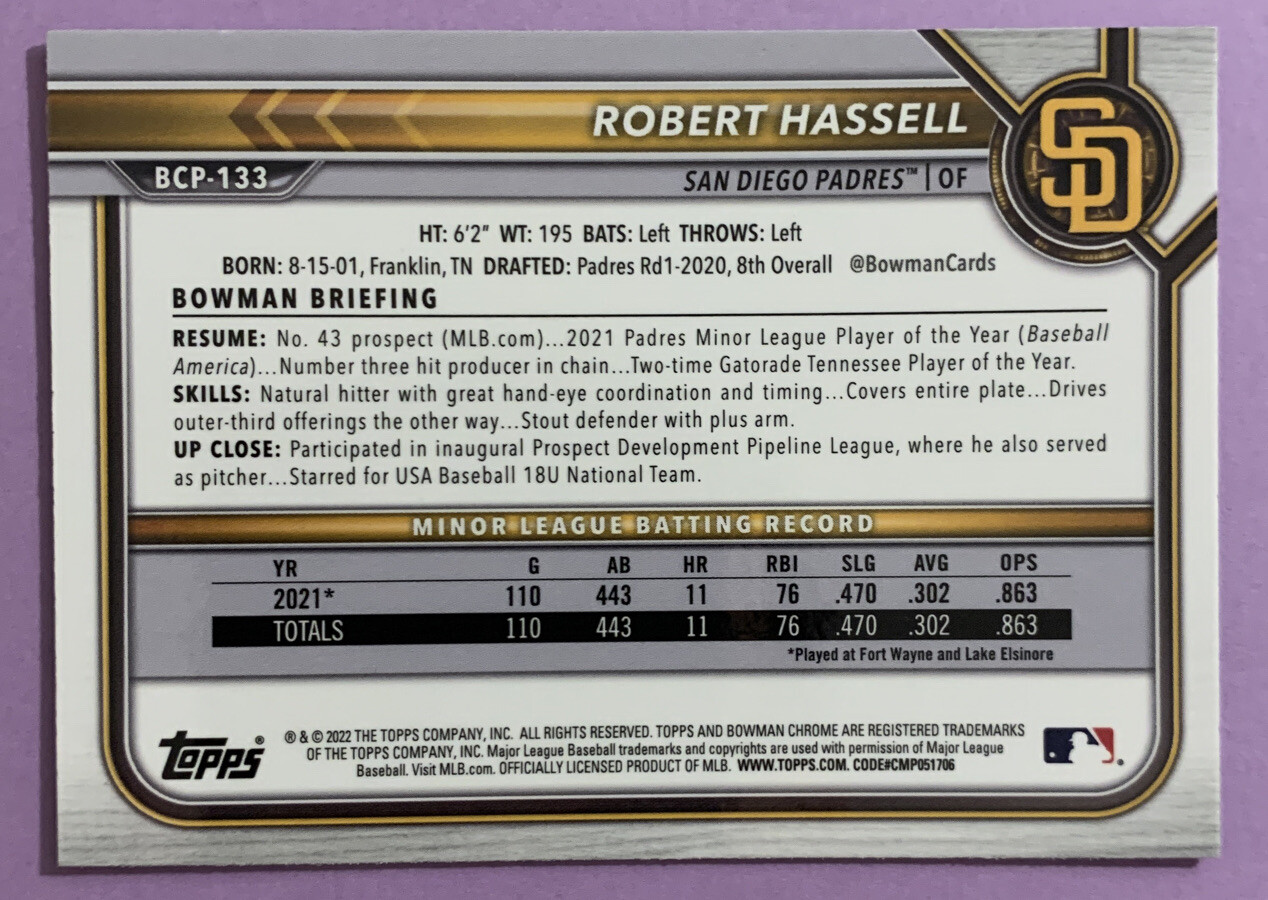 ROBERT HASSELL
SD
BCP-133
SAN DIEGO PADRES™ | OF
HT: 6'2" WT: 195 BATS: Left THROWS: Left
BORN: 8-15-01, Franklin, TN DRAFTED: Padres Rd1-2020, 8th Overall @BowmanCards
BOWMAN BRIEFING
RESUME: No. 43 prospect (MLB.com)...2021 Padres Minor League Player of the Year (Baseball
America)...Number three hit producer in chain...Two-time Gatorade Tennessee Player of the Year.
SKILLS: Natural hitter with great hand-eye coordination and timing...Covers entire plate...Drives
outer-third offerings the other way...Stout defender with plus arm.
UP CLOSE: Participated in inaugural Prospect Development Pipeline League, where he also served
as pitcher...Starred for USA Baseball 18U National Team.
MINOR LEAGUE BATTING RECORD
YR G AB HR RBI SLG AVG OPS
2021* 110 443 11 76 .470 .302 .863
TOTALS 110 443 11 76 .470 .302 .863
*Played at Fort Wayne and Lake Elsinore
Topps®
® & © 2022 THE TOPPS COMPANY, INC. ALL RIGHTS RESERVED. TOPPS AND BOWMAN CHROME ARE REGISTERED TRADEMARKS
OF THE TOPPS COMPANY, INC. Major League Baseball trademarks and copyrights are used with permission of Major League
Baseball. Visit MLB.com. OFFICIALLY LICENSED PRODUCT OF MLB. WWW.TOPPS.COM. CODE#CMP051706